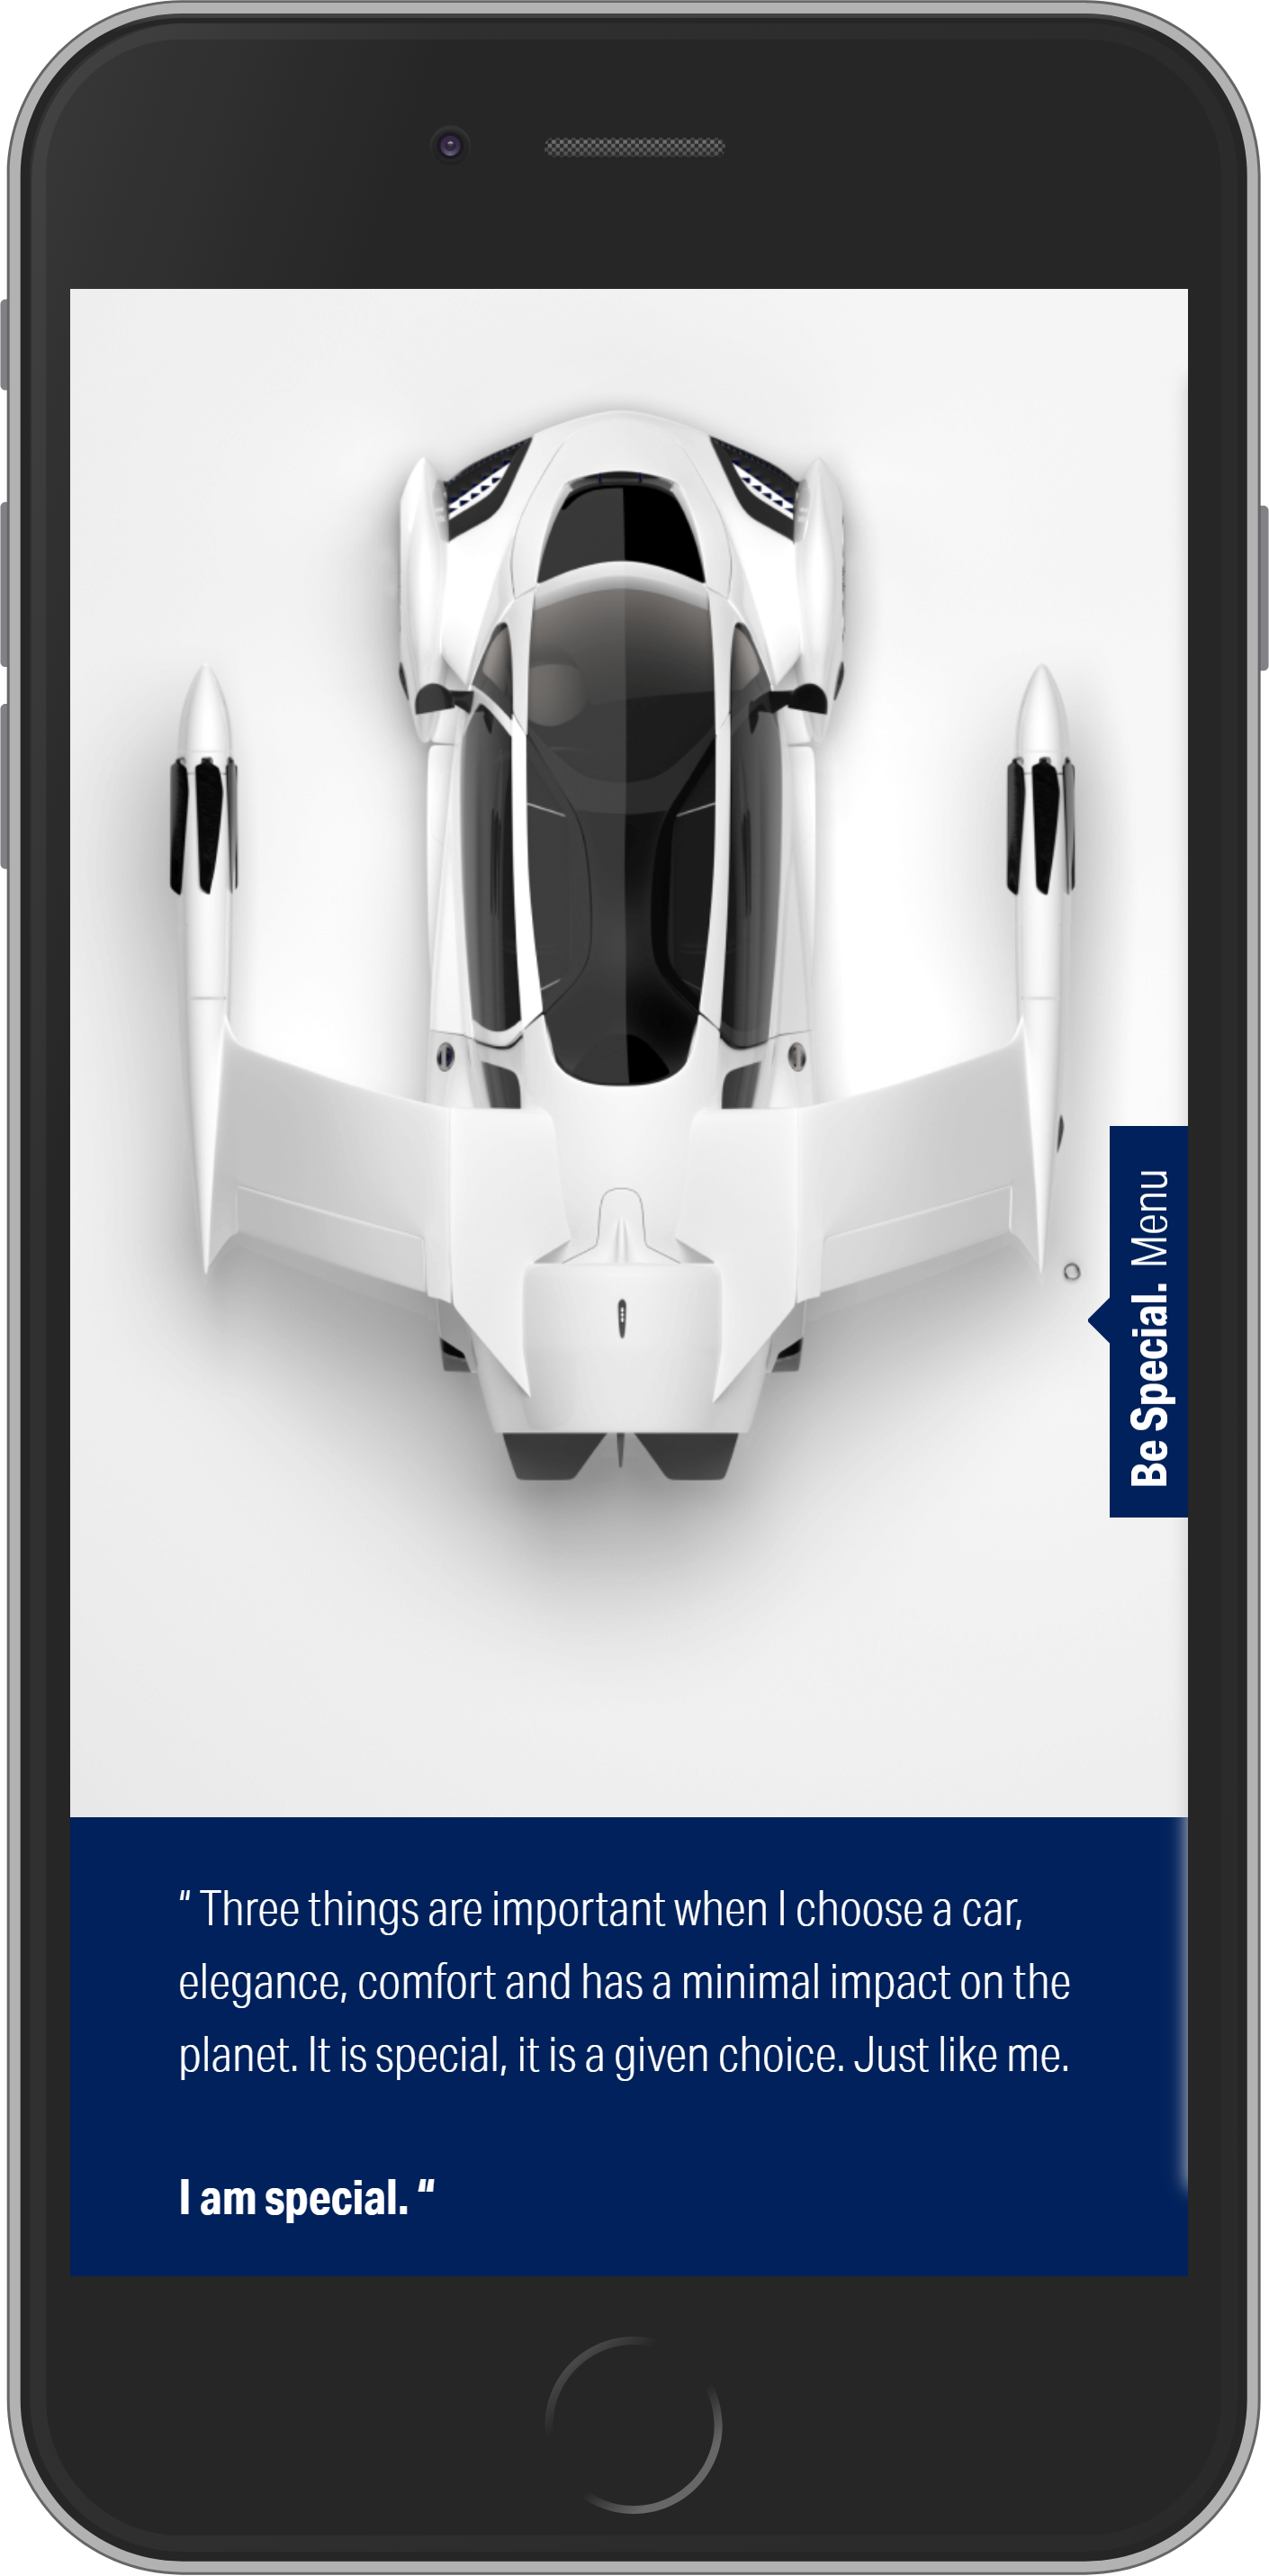 Be Special. Menu
“ Three things are important when I choose a car,
elegance, comfort and has a minimal impact on the
planet. It is special, it is a given choice. Just like me.
I am special. “